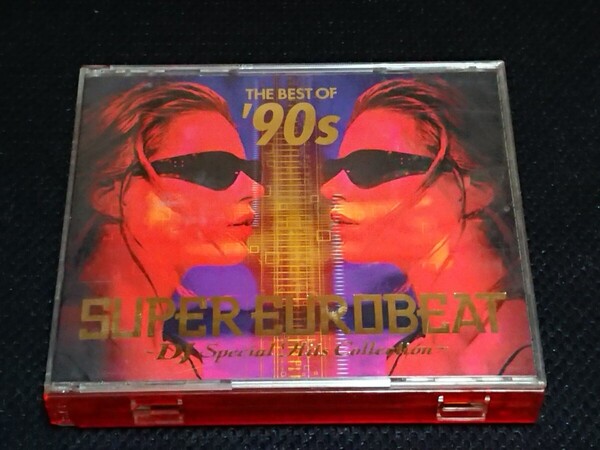 THE BEST OF
'90s
SUPER EUROBEAT
~DJ Special Hits Collection~